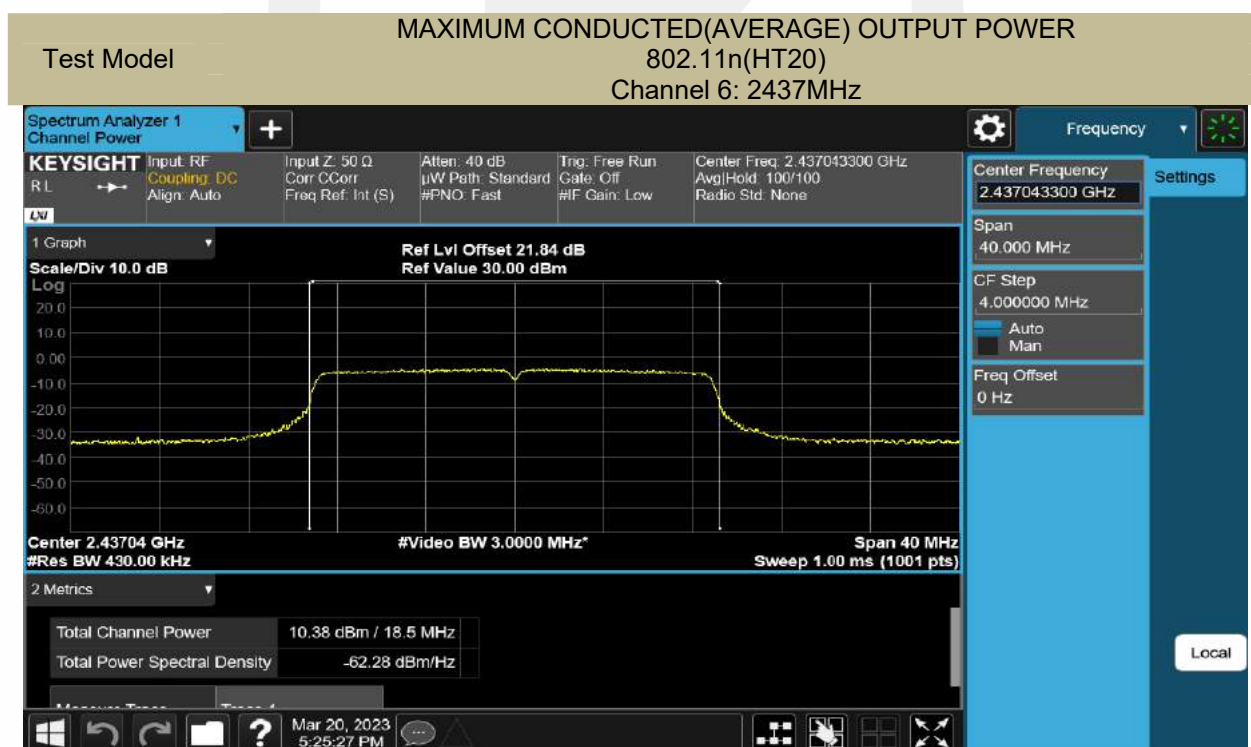 MAXIMUM CONDUCTED(AVERAGE) OUTPUT POWER
Test Model
802.11n(HT20)
Channel 6: 2437MHz
Spectrum Analyzer 1
Channel Power
+
Frequency
KEYSIGHT
R L
LXI
Input: RF
Coupling: DC
Align: Auto
Input Z: 50 Ω
Corr CCorr
Freq Ref: Int (S)
Atten: 40 dB
µW Path: Standard
#PNO: Fast
Trig: Free Run
Gate: Off
#IF Gain: Low
Center Freq: 2.437043300 GHz
Avg|Hold: 100/100
Radio Std: None
Center Frequency
2.437043300 GHz
Settings
Span
40.000 MHz
CF Step
4.000000 MHz
Auto
Man
Freq Offset
0 Hz
1 Graph
Scale/Div 10.0 dB
Ref Lvl Offset 21.84 dB
Ref Value 30.00 dBm
Log
20.0
10.0
0.00
-10.0
-20.0
-30.0
-40.0
-50.0
-60.0
Center 2.43704 GHz
#Res BW 430.00 kHz
#Video BW 3.0000 MHz*
Span 40 MHz
Sweep 1.00 ms (1001 pts)
2 Metrics
Total Channel Power 10.38 dBm / 18.5 MHz
Total Power Spectral Density -62.28 dBm/Hz
Local
?
Mar 20, 2023
5:25:27 PM